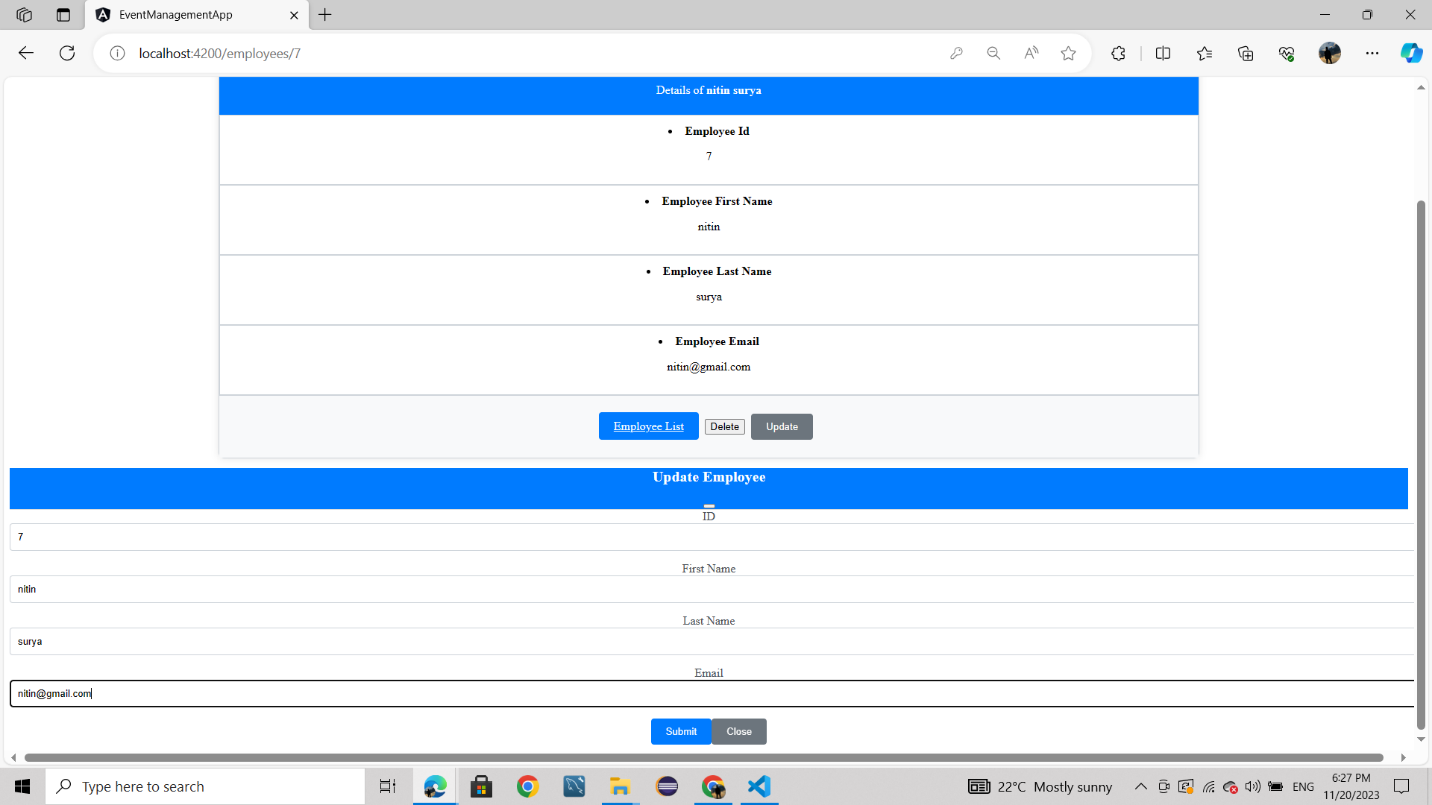 EventManagementApp
localhost:4200/employees/7
Details of nitin surya
Employee Id
7
Employee First Name
nitin
Employee Last Name
surya
Employee Email
nitin@gmail.com
Employee List Delete Update
Update Employee
ID
7
First Name
nitin
Last Name
surya
Email
nitin@gmail.com
Submit Close
Type here to search
22°C Mostly sunny
ENG
6:27 PM
11/20/2023